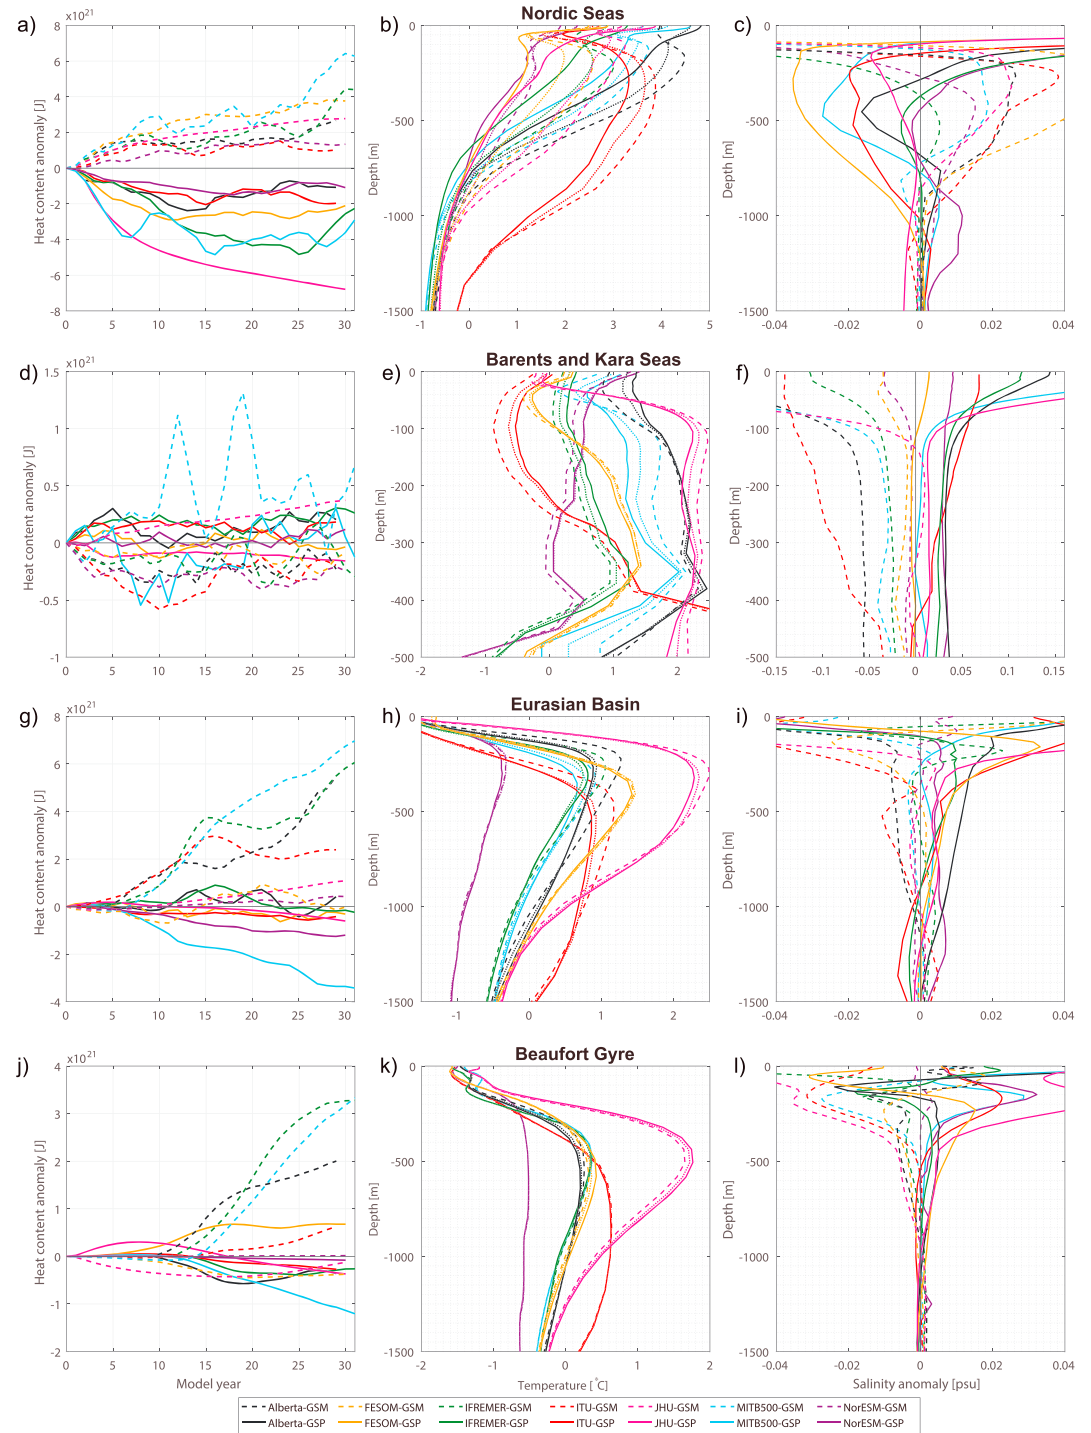 Nordic Seas
a)
b)
c)
x10^21
8
6
4
2
0
-2
-4
-6
-8
Heat content anomaly [J]
0 5 10 15 20 25 30
0
-500
-1000
-1500
Depth [m]
-1 0 1 2 3 4 5
0
-500
-1000
-1500
Depth [m]
-0.04 -0.02 0 0.02 0.04
Barents and Kara Seas
d)
e)
f)
x10^21
1.5
1
0.5
0
-0.5
-1
Heat content anomaly [J]
0 5 10 15 20 25 30
0
-100
-200
-300
-400
-500
Depth [m]
-1 0 1 2
0
-100
-200
-300
-400
-500
Depth [m]
-0.15 -0.1 -0.05 0 0.05 0.1 0.15
Eurasian Basin
g)
h)
i)
x10^21
8
6
4
2
0
-2
-4
Heat content anomaly [J]
0 5 10 15 20 25 30
0
-500
-1000
-1500
Depth [m]
-1 0 1 2
0
-500
-1000
-1500
Depth [m]
-0.04 -0.02 0 0.02 0.04
Beaufort Gyre
j)
k)
l)
x10^21
4
3
2
1
0
-1
-2
Heat content anomaly [J]
0 5 10 15 20 25 30
Model year
0
-500
-1000
-1500
Depth [m]
-2 -1 0 1 2
Temperature [°C]
0
-500
-1000
-1500
Depth [m]
-0.04 -0.02 0 0.02 0.04
Salinity anomaly [psu]
Alberta-GSM FESOM-GSM IFREMER-GSM ITU-GSM JHU-GSM MITB500-GSM NorESM-GSM
Alberta-GSP FESOM-GSP IFREMER-GSP ITU-GSP JHU-GSP MITB500-GSP NorESM-GSP